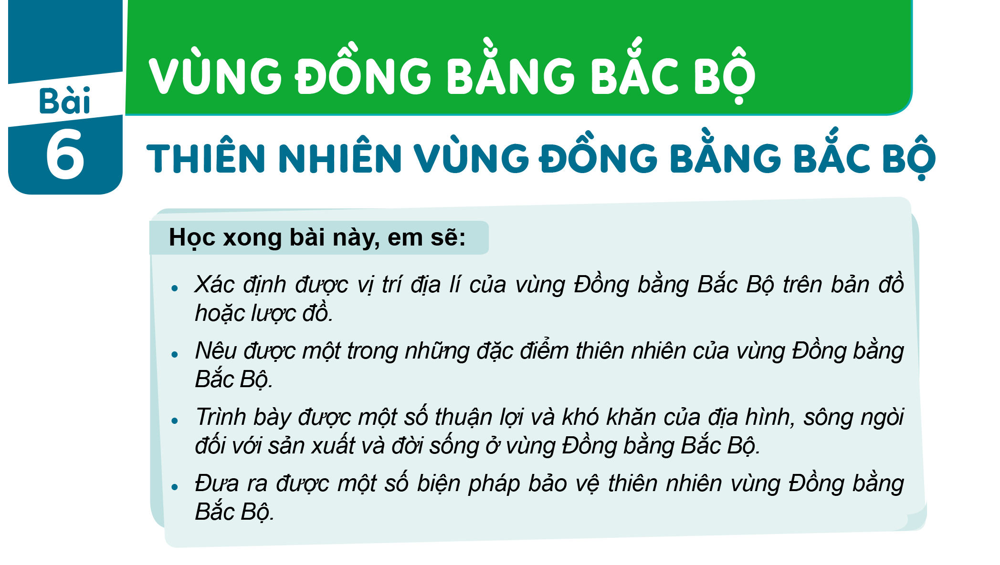 VÙNG ĐỒNG BẰNG BẮC BỘ
Bài
6
THIÊN NHIÊN VÙNG ĐỒNG BẰNG BẮC BỘ
Học xong bài này, em sẽ:
• Xác định được vị trí địa lí của vùng Đồng bằng Bắc Bộ trên bản đồ
hoặc lược đồ.
• Nêu được một trong những đặc điểm thiên nhiên của vùng Đồng bằng
Bắc Bộ.
• Trình bày được một số thuận lợi và khó khăn của địa hình, sông ngòi
đối với sản xuất và đời sống ở vùng Đồng bằng Bắc Bộ.
• Đưa ra được một số biện pháp bảo vệ thiên nhiên vùng Đồng bằng
Bắc Bộ.